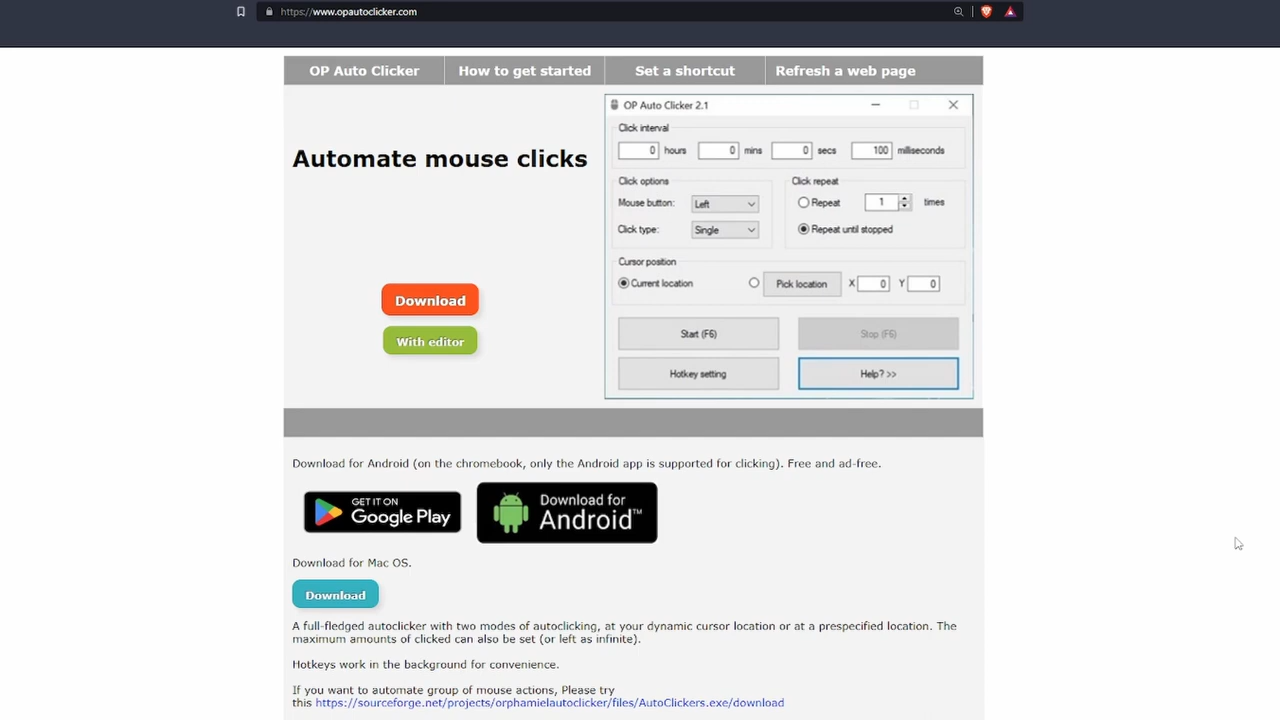 https://www.opautoclicker.com
OP Auto Clicker
How to get started
Set a shortcut
Refresh a web page
Automate mouse clicks
Download
With editor
OP Auto Clicker 2.1
Click interval
0 hours 0 mins 0 secs 100 milliseconds
Click options
Mouse button: Left
Click type: Single
Click repeat
Repeat 1 times
Repeat until stopped
Cursor position
Current location
Pick location X 0 Y 0
Start (F6)
Stop (F6)
Hotkey setting
Help? >>
Download for Android (on the chromebook, only the Android app is supported for clicking). Free and ad-free.
GET IT ON
Google Play
Download for
Android™
Download for Mac OS.
Download
A full-fledged autoclicker with two modes of autoclicking, at your dynamic cursor location or at a prespecified location. The
maximum amounts of clicked can also be set (or left as infinite).
Hotkeys work in the background for convenience.
If you want to automate group of mouse actions, Please try
this https://sourceforge.net/projects/orphamielautoclicker/files/AutoClickers.exe/download